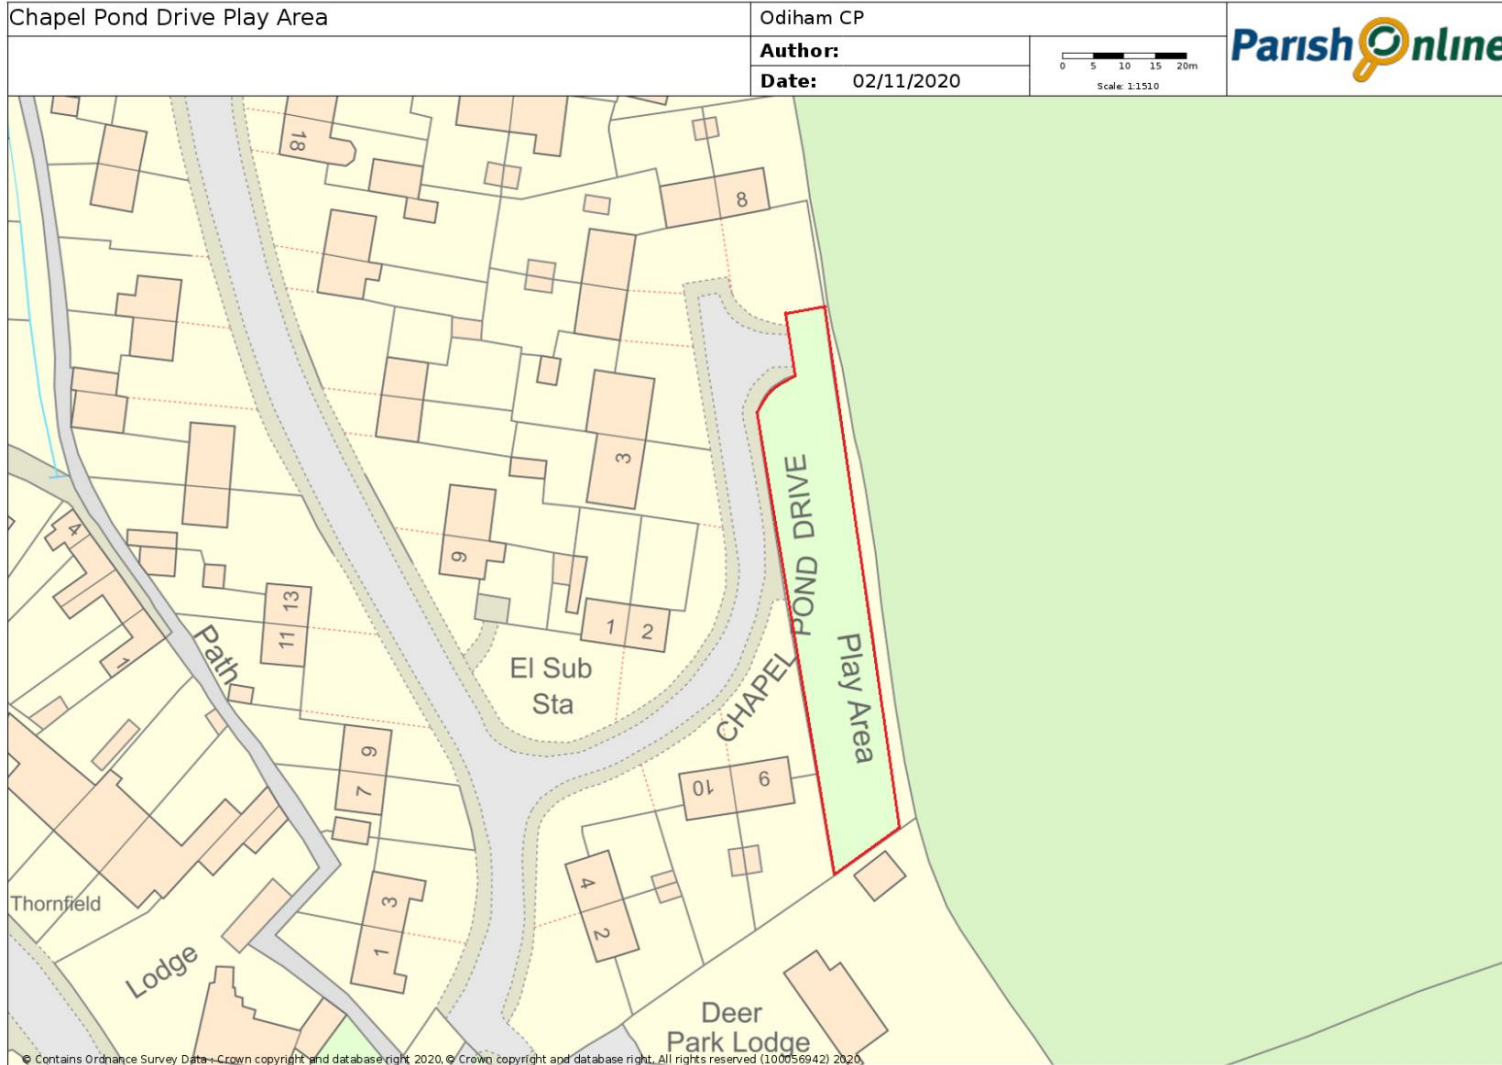 Chapel Pond Drive Play Area
Odiham CP
Author:
Date: 02/11/2020
0 5 10 15 20m
Scale: 1:1510
Parish Online
18
8
3
4
9
13
11
1
2
1
Path
El Sub
Sta
CHAPEL POND DRIVE
Play Area
9
7
10
9
4
2
3
1
Thornfield
Lodge
Deer
Park Lodge
© Contains Ordnance Survey Data : Crown copyright and database right 2020, © Crown copyright and database right. All rights reserved (100056942) 2020,